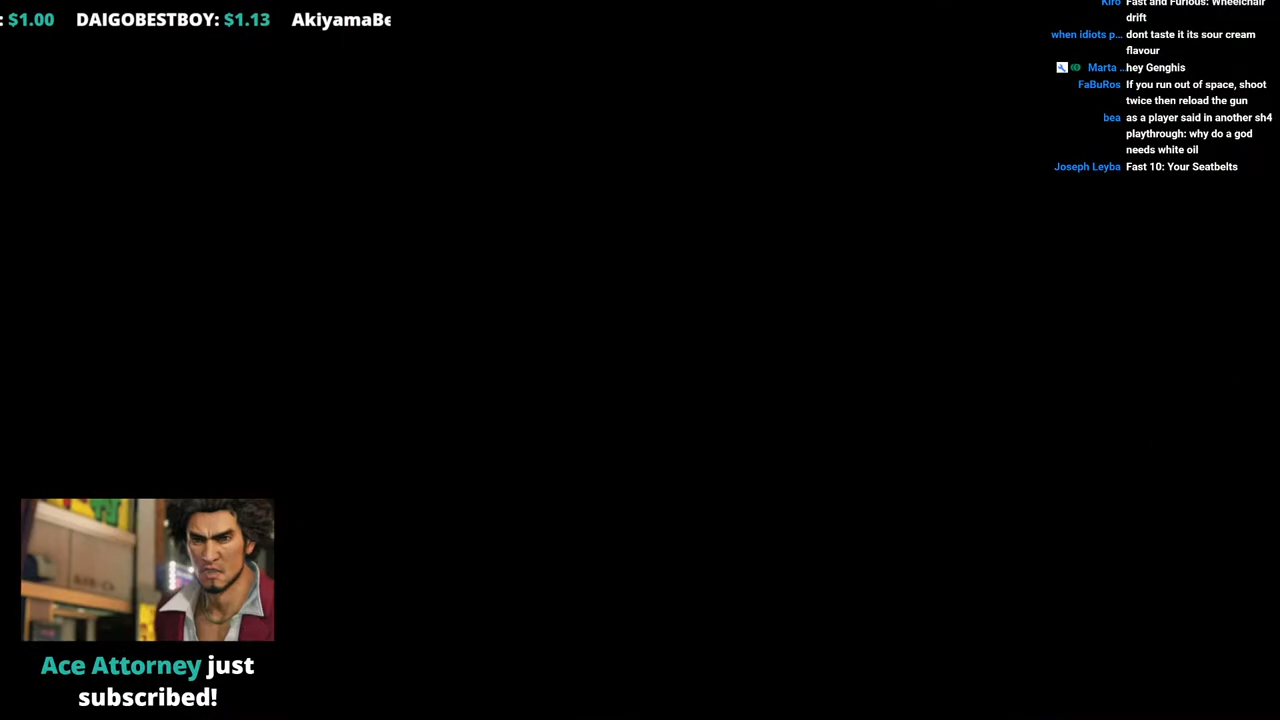 : $1.00 DAIGOBESTBOY: $1.13 AkiyamaBe
Kiro Fast and Furious: Wheelchair
drift
when idiots p… dont taste it its sour cream
flavour
Marta .. hey Genghis
FaBuRos If you run out of space, shoot
twice then reload the gun
bea as a player said in another sh4
playthrough: why do a god
needs white oil
Joseph Leyba Fast 10: Your Seatbelts
Ace Attorney just
subscribed!